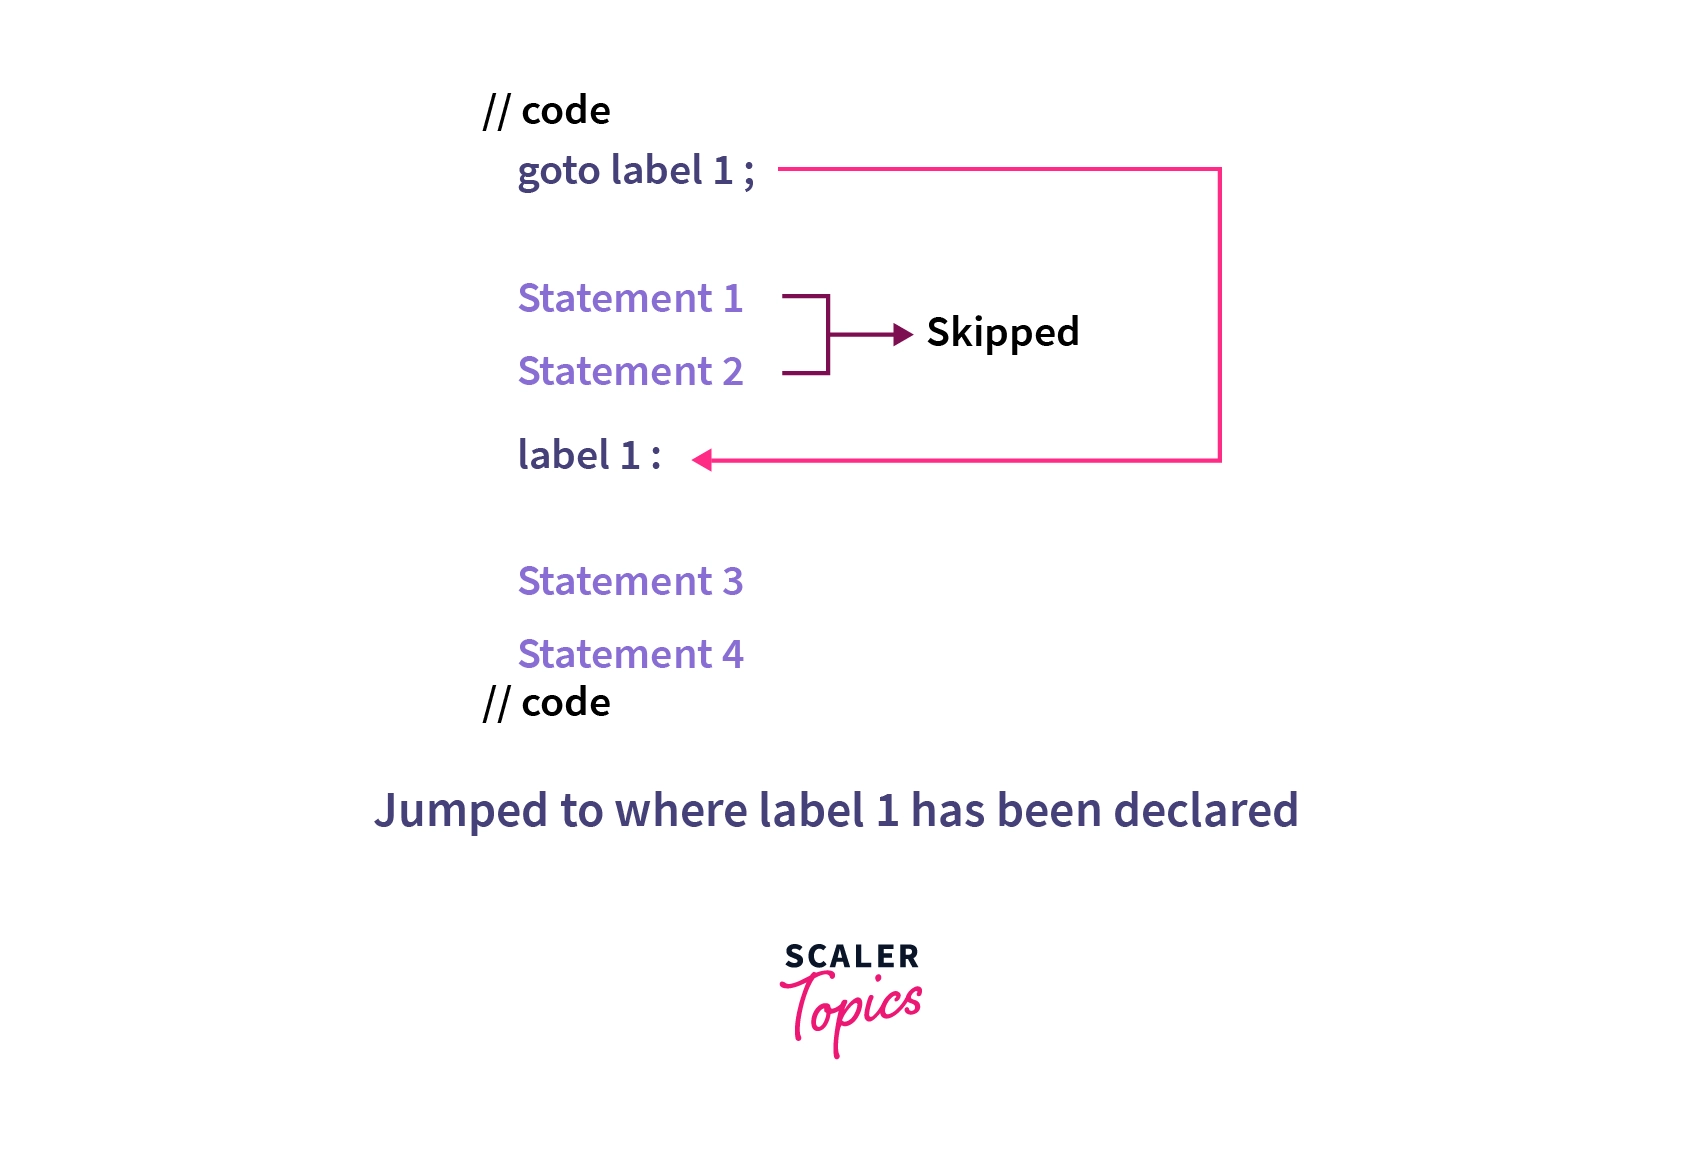 // code
goto label 1 ;
Statement 1
Skipped
Statement 2
label 1 :
Statement 3
Statement 4
// code
Jumped to where label 1 has been declared
SCALER
Topics